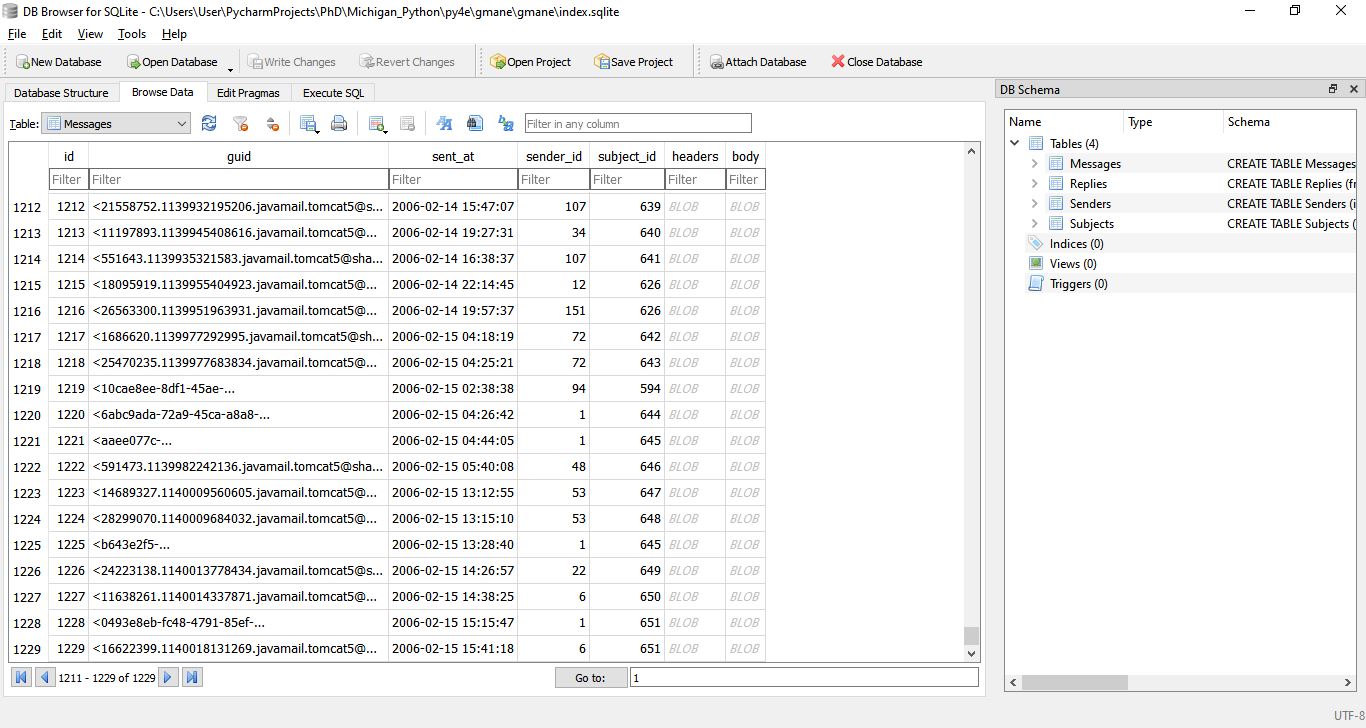 DB Browser for SQLite - C:\Users\User\PycharmProjects\PhD\Michigan_Python\py4e\gmane\gmane\index.sqlite
File Edit View Tools Help
New Database Open Database Write Changes Revert Changes Open Project Save Project Attach Database Close Database
Database Structure Browse Data Edit Pragmas Execute SQL
Table: Messages Filter in any column
id guid sent_at sender_id subject_id headers body
Filter Filter Filter Filter Filter Filter Filter
1212 1212 <21558752.1139932195206.javamail.tomcat5@s... 2006-02-14 15:47:07 107 639 BLOB BLOB
1213 1213 <11197893.1139945408616.javamail.tomcat5@... 2006-02-14 19:27:31 34 640 BLOB BLOB
1214 1214 <551643.1139935321583.javamail.tomcat5@sha... 2006-02-14 16:38:37 107 641 BLOB BLOB
1215 1215 <18095919.1139955404923.javamail.tomcat5@... 2006-02-14 22:14:45 12 626 BLOB BLOB
1216 1216 <26563300.1139951963931.javamail.tomcat5@... 2006-02-14 19:57:37 151 626 BLOB BLOB
1217 1217 <1686620.1139977292995.javamail.tomcat5@sh... 2006-02-15 04:18:19 72 642 BLOB BLOB
1218 1218 <25470235.1139977683834.javamail.tomcat5@... 2006-02-15 04:25:21 72 643 BLOB BLOB
1219 1219 <10cae8ee-8df1-45ae-... 2006-02-15 02:38:38 94 594 BLOB BLOB
1220 1220 <6abc9ada-72a9-45ca-a8a8-... 2006-02-15 04:26:42 1 644 BLOB BLOB
1221 1221 <aaee077c-... 2006-02-15 04:44:05 1 645 BLOB BLOB
1222 1222 <591473.1139982242136.javamail.tomcat5@sha... 2006-02-15 05:40:08 48 646 BLOB BLOB
1223 1223 <14689327.1140009560605.javamail.tomcat5@... 2006-02-15 13:12:55 53 647 BLOB BLOB
1224 1224 <28299070.1140009684032.javamail.tomcat5@... 2006-02-15 13:15:10 53 648 BLOB BLOB
1225 1225 <b643e2f5-... 2006-02-15 13:28:40 1 645 BLOB BLOB
1226 1226 <24223138.1140013778434.javamail.tomcat5@s... 2006-02-15 14:26:57 22 649 BLOB BLOB
1227 1227 <11638261.1140014337871.javamail.tomcat5@... 2006-02-15 14:38:25 6 650 BLOB BLOB
1228 1228 <0493e8eb-fc48-4791-85ef-... 2006-02-15 15:15:47 1 651 BLOB BLOB
1229 1229 <16622399.1140018131269.javamail.tomcat5@... 2006-02-15 15:41:18 6 651 BLOB BLOB
1211 - 1229 of 1229 Go to: 1
DB Schema
Name Type Schema
Tables (4)
Messages CREATE TABLE Messages
Replies CREATE TABLE Replies (fr
Senders CREATE TABLE Senders (i
Subjects CREATE TABLE Subjects (
Indices (0)
Views (0)
Triggers (0)
UTF-8